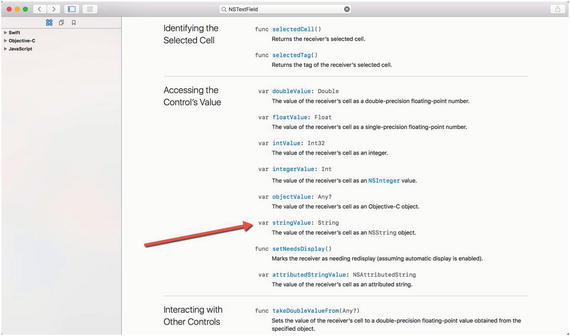 NSTextField
Swift
Objective-C
JavaScript
Identifying the
Selected Cell
func selectedCell()
Returns the receiver's selected cell.
func selectedTag()
Returns the tag of the receiver's selected cell.
Accessing the
Control's Value
var doubleValue: Double
The value of the receiver's cell as a double-precision floating-point number.
var floatValue: Float
The value of the receiver's cell as a single-precision floating-point number.
var intValue: Int32
The value of the receiver's cell as an integer.
var integerValue: Int
The value of the receiver's cell as an NSInteger value.
var objectValue: Any?
The value of the receiver's cell as an Objective-C object.
var stringValue: String
The value of the receiver's cell as an NSString object.
func setNeedsDisplay()
Marks the receiver as needing redisplay (assuming automatic display is enabled).
var attributedStringValue: NSAttributedString
The value of the receiver's cell as an attributed string.
Interacting with
Other Controls
func takeDoubleValueFrom(Any?)
Sets the value of the receiver's cell to a double-precision floating-point value obtained from the
specified object.